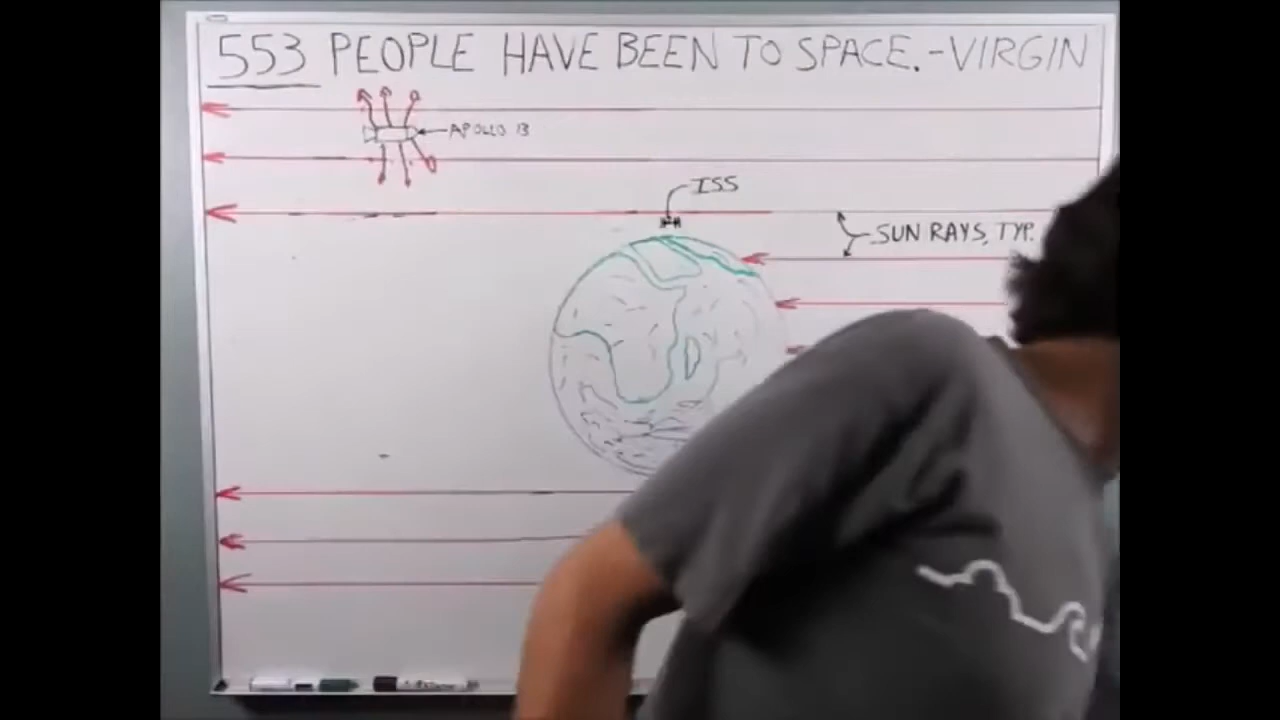 553 PEOPLE HAVE BEEN TO SPACE. -VIRGIN
APOLLO 13
ISS
SUN RAYS, TYP.